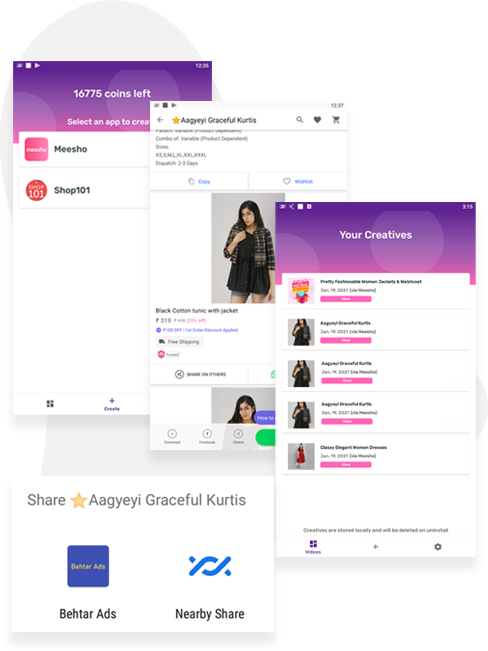 12:35
16775 coins left
Select an app to creat
meesho
Meesho
SHOP
101
Shop101
Create
12:37
Aagyeyi Graceful Kurtis
Pattern: Variable (Product Dependent)
Combo of: Variable (Product Dependent)
Sizes:
XS,S,M,L,XL,XXL,XXXL
Dispatch: 2-3 Days
Copy
Wishlist
Black Cotton tunic with jacket
₹ 319
(25% off)
₹100 OFF | 1st Order Discount Applied
Free Shipping
Trusted
SHARE ON OTHERS
How to
Download
Facebook
Others
3:15
Your Creatives
Pretty Fashionable Women Jackets & Waistcoat
Jan. 19, 2021 [via Meesho]
View
Aagyeyi Graceful Kurtis
Jan. 19, 2021 [via Meesho]
View
Aagyeyi Graceful Kurtis
Jan. 19, 2021 [via Meesho]
View
Aagyeyi Graceful Kurtis
Jan. 19, 2021 [via Meesho]
View
Classy Elegant Women Dresses
Jan. 19, 2021 [via Meesho]
View
Creatives are stored locally and will be deleted on uninstall
Videos
Share ⭐Aagyeyi Graceful Kurtis
Behtar Ads
Behtar Ads
Nearby Share